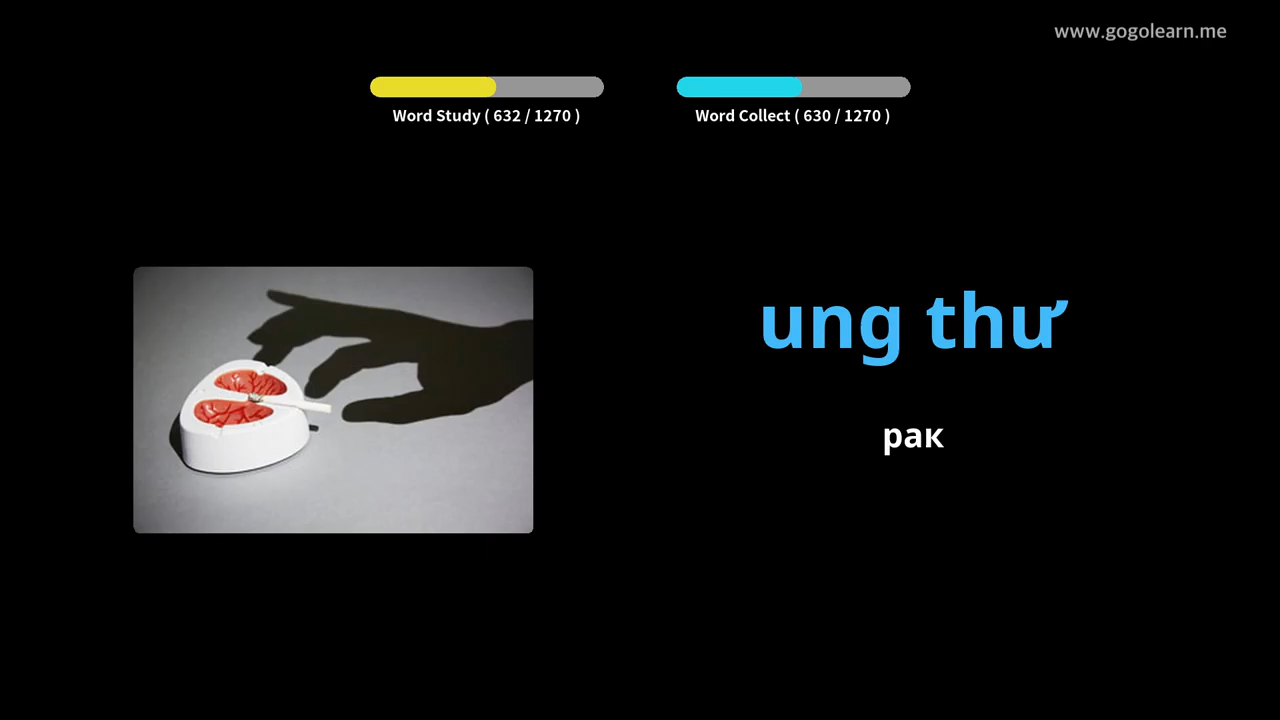 www.gogolearn.me
Word Study ( 632 / 1270 )
Word Collect ( 630 / 1270 )
ung thư
рак